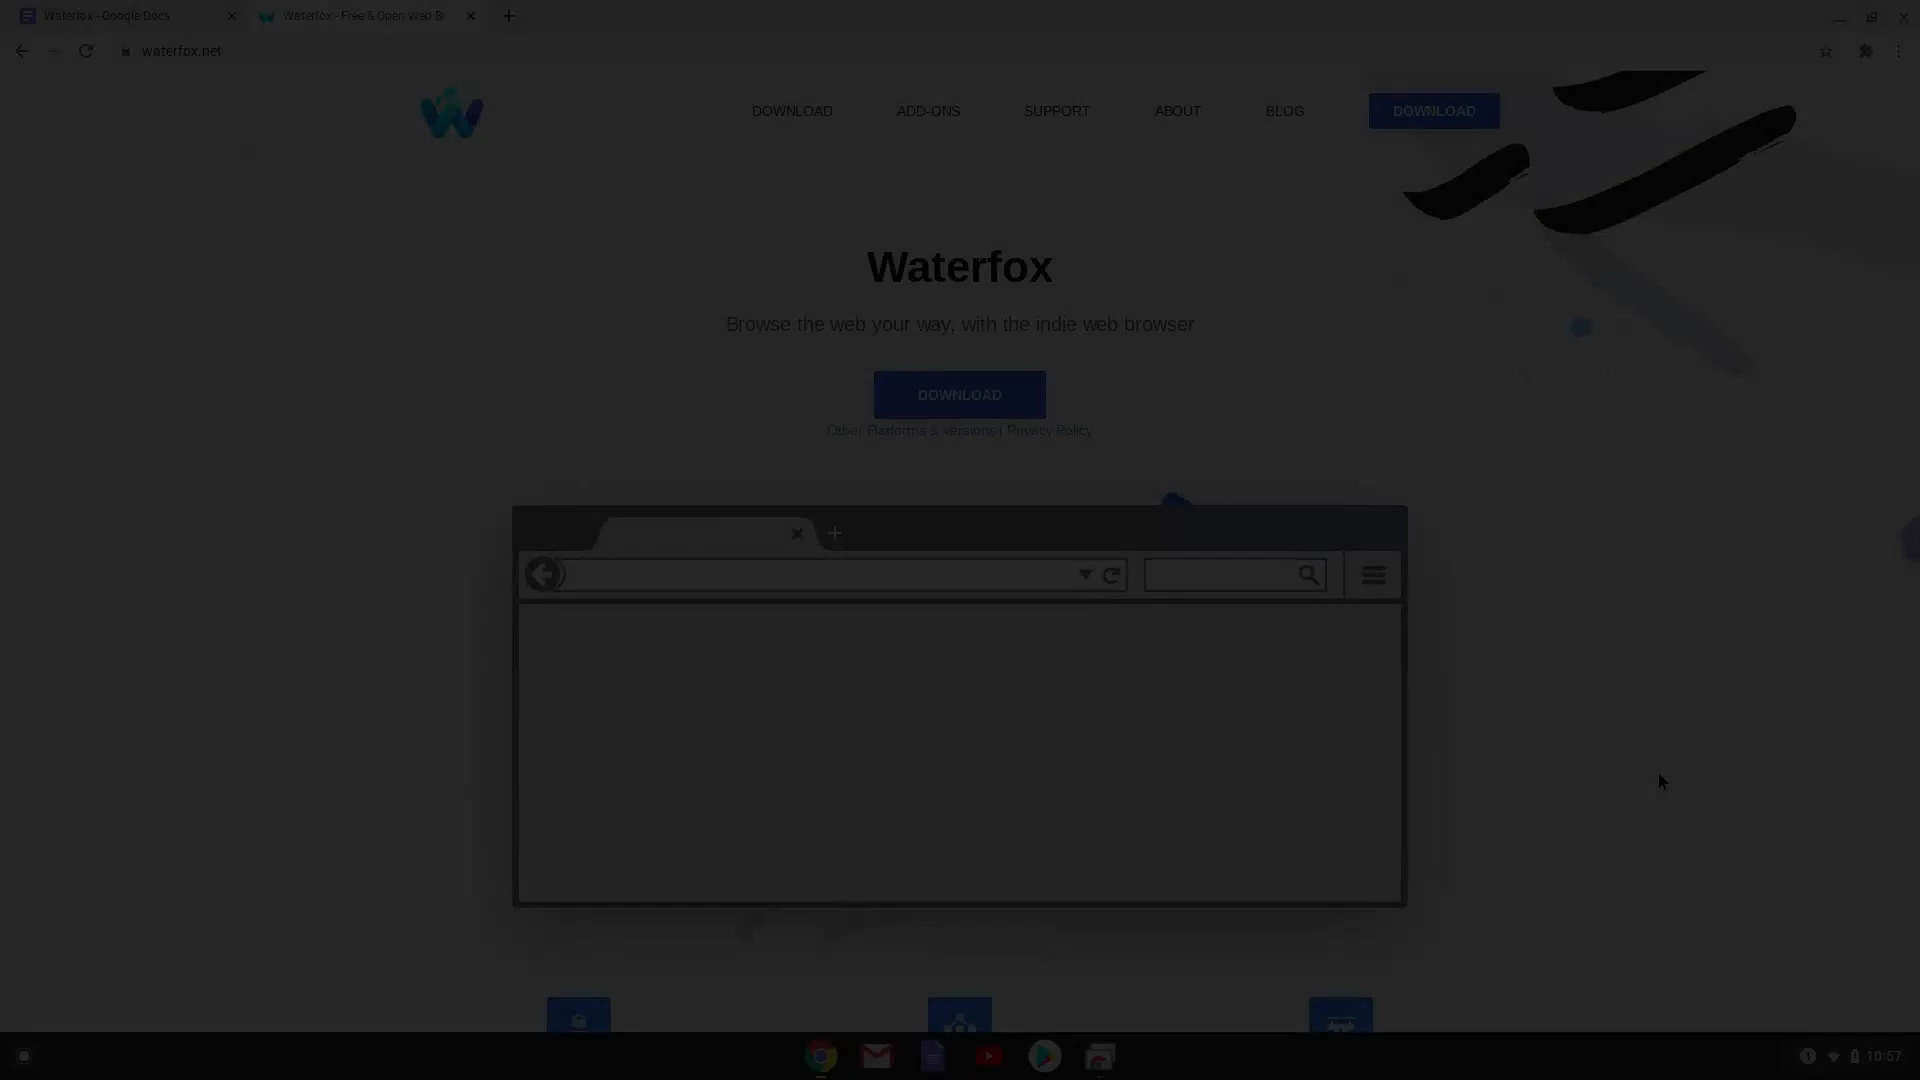 Waterfox - Google Docs
Waterfox - Free & Open Web Br
waterfox.net
DOWNLOAD ADD-ONS SUPPORT ABOUT BLOG DOWNLOAD
Waterfox
Browse the web your way, with the indie web browser
DOWNLOAD
Other Platforms & Versions | Privacy Policy
1 10:57